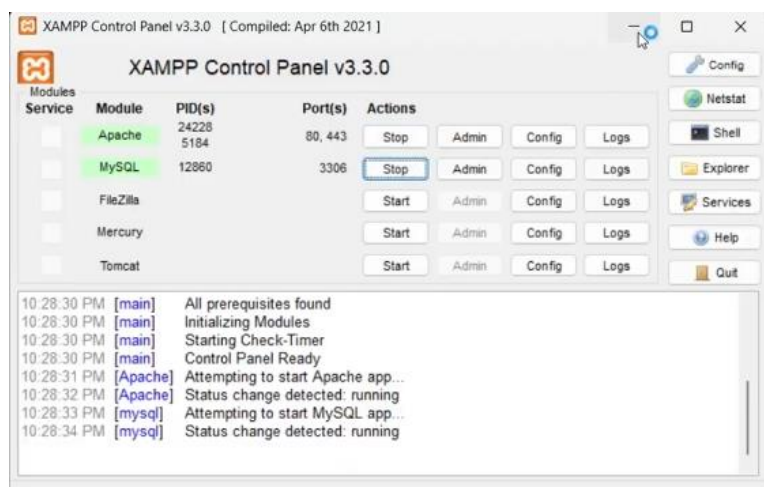 XAMPP Control Panel v3.3.0 [ Compiled: Apr 6th 2021 ]
XAMPP Control Panel v3.3.0
Config
Modules
Service Module PID(s) Port(s) Actions
Netstat
Apache 24228 5184 80, 443 Stop Admin Config Logs
Shell
MySQL 12860 3306 Stop Admin Config Logs
Explorer
FileZilla Start Admin Config Logs
Services
Mercury Start Admin Config Logs
Help
Tomcat Start Admin Config Logs
Quit
10:28:30 PM [main] All prerequisites found
10:28:30 PM [main] Initializing Modules
10:28:30 PM [main] Starting Check-Timer
10:28:30 PM [main] Control Panel Ready
10:28:31 PM [Apache] Attempting to start Apache app...
10:28:32 PM [Apache] Status change detected: running
10:28:33 PM [mysql] Attempting to start MySQL app...
10:28:34 PM [mysql] Status change detected: running